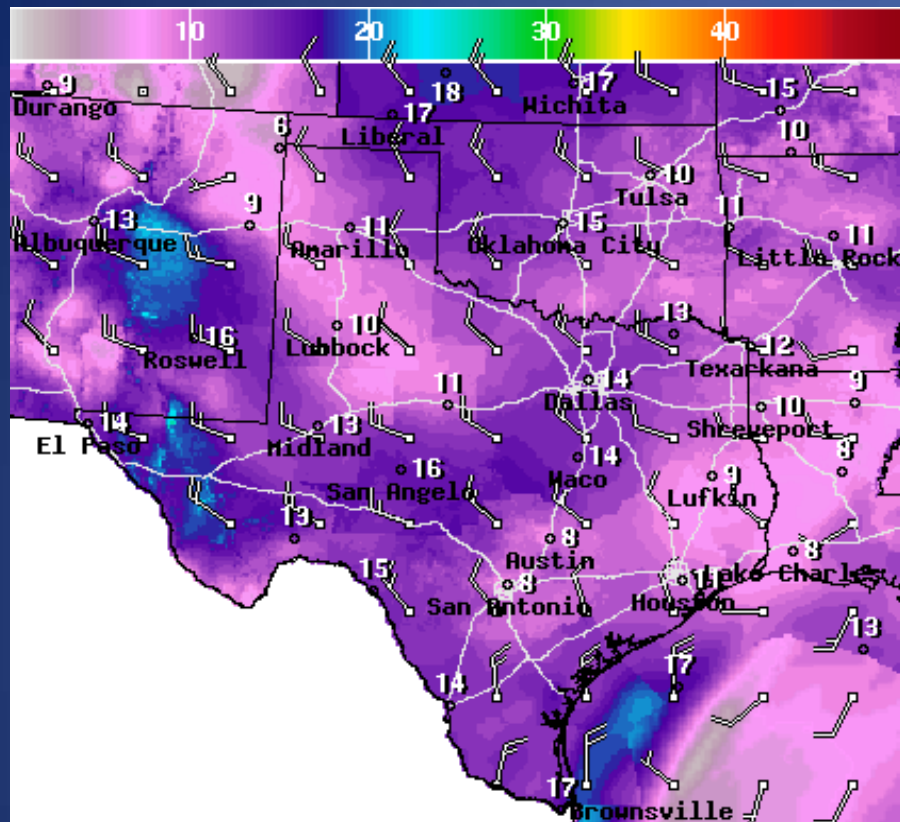 10 20 30 40
9 17 15
Durango 18 Wichita
17
Liberal
6 10
10
Tulsa
9 11
13 11 15 11
Albuquerque Amarillo Oklahoma City Little Rock
13
16 10 12
Roswell Lubbock Texarkana
14 9
11 Dallas 10
14 13 Shreveport
El Paso Midland 8
16 14 9
San Angelo Waco Lufkin
13
8 8
Austin
15 8 11 Lake Charles
San Antonio Houston
13
17
14
17
Brownsville